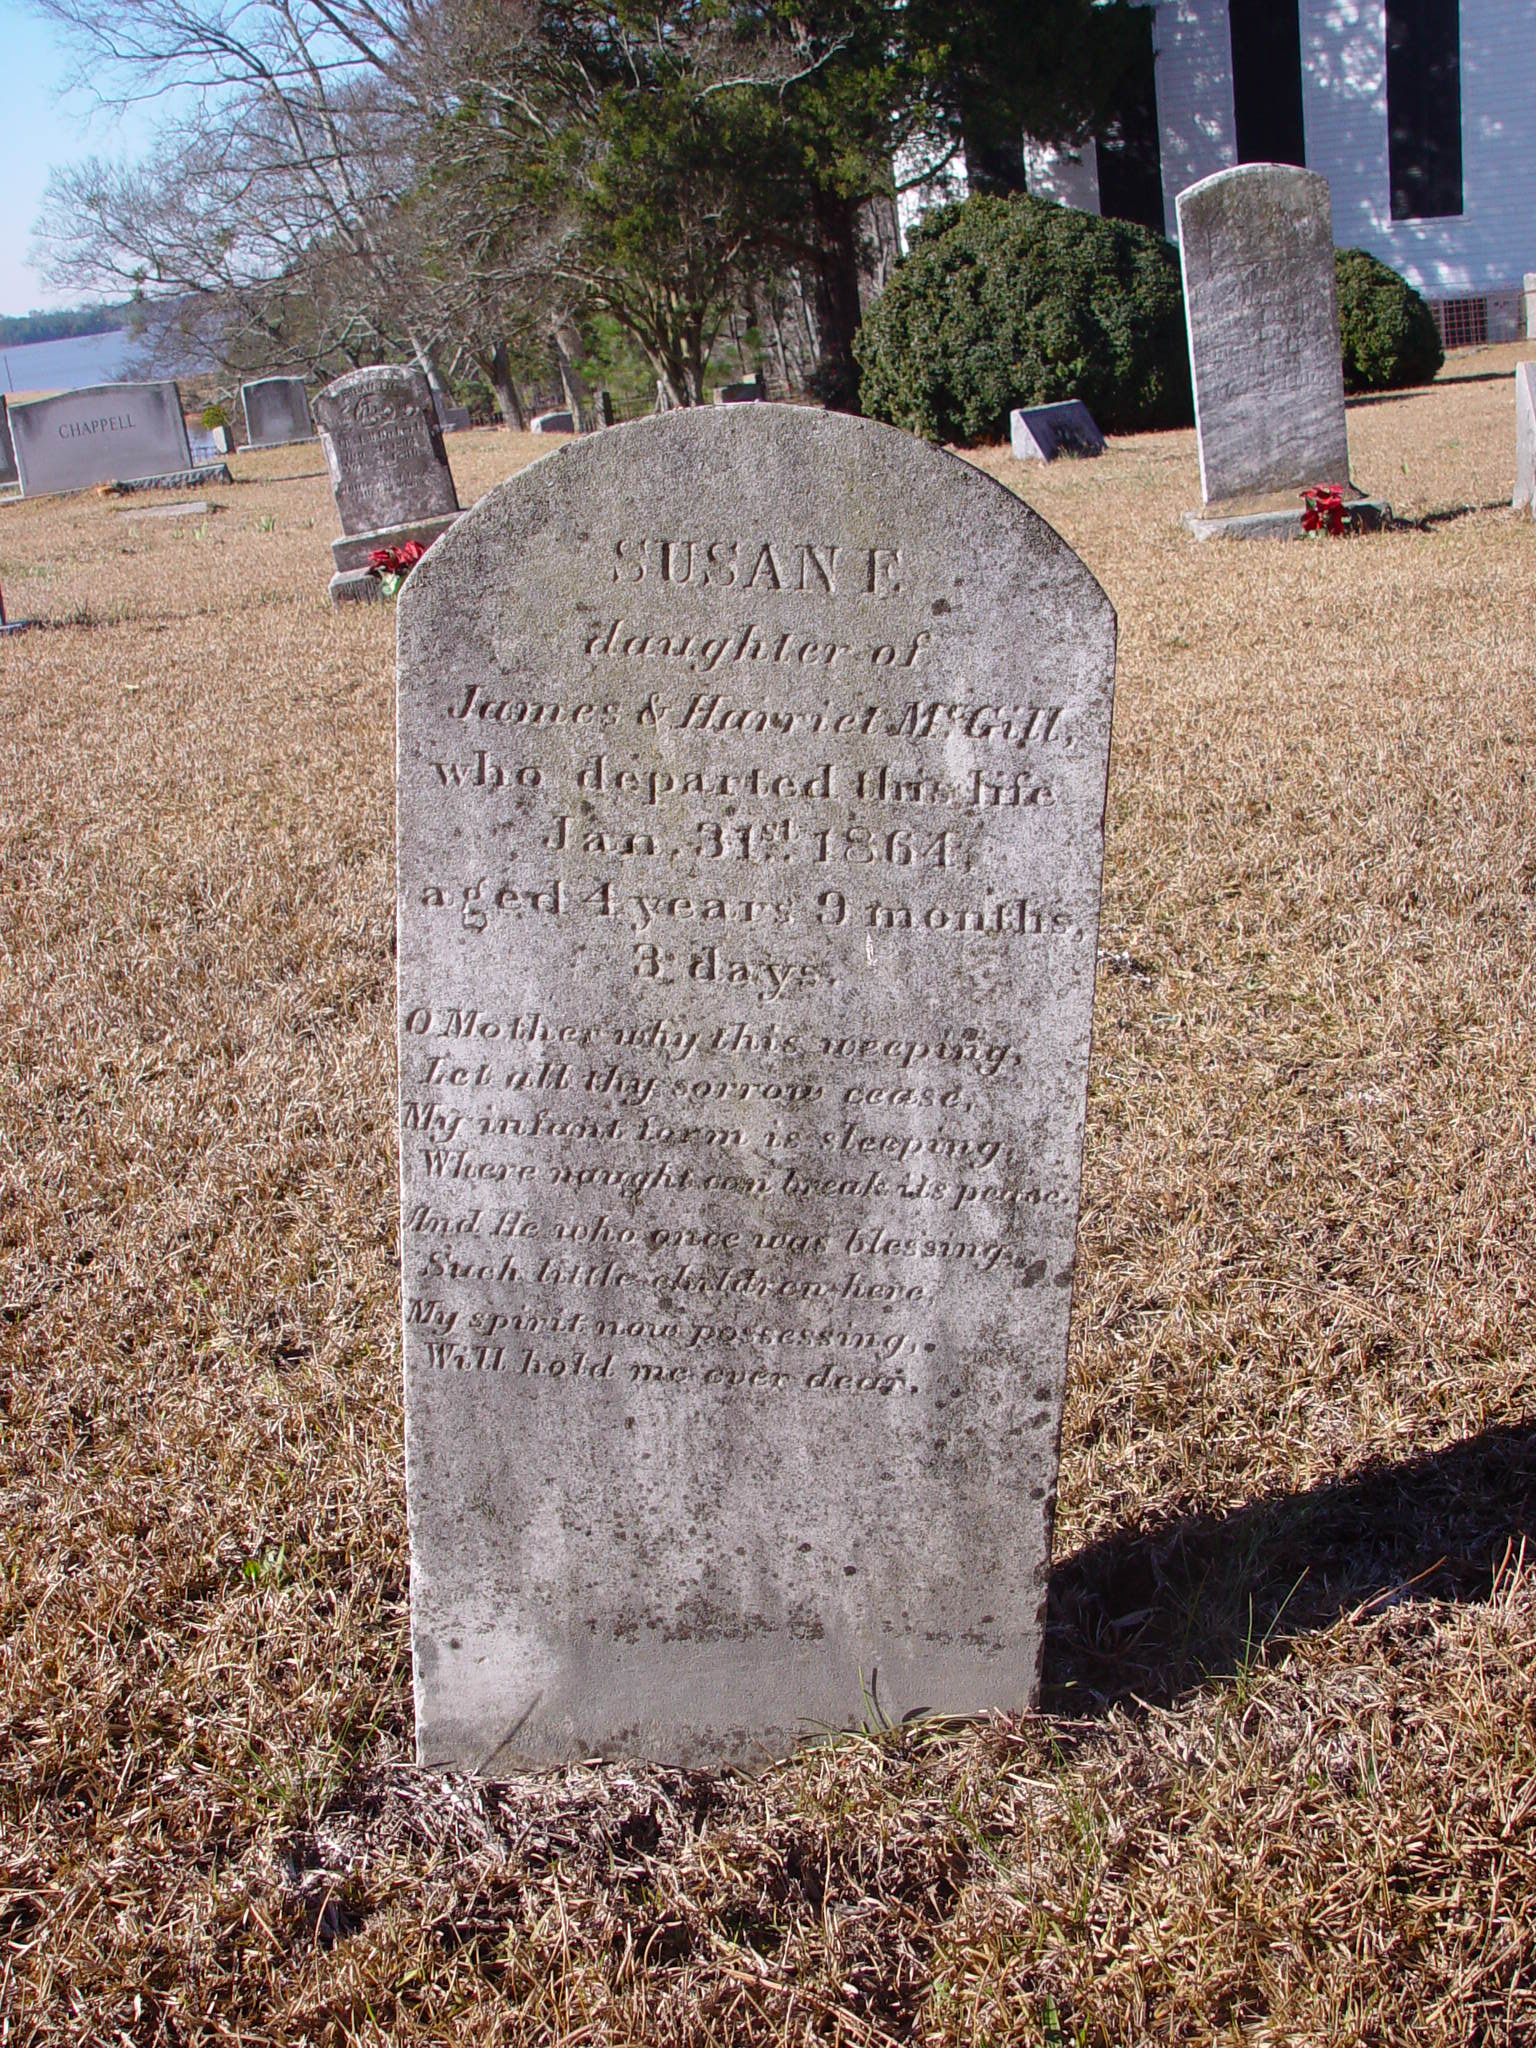 CHAPPELL
SUSAN E.
daughter of
James & Harriet McGill,
who departed this life
Jan. 31st. 1864,
aged 4 years 9 months,
3 days.
O Mother why this weeping,
Let all thy sorrow cease,
My infant form is sleeping,
Where naught can break its peace.
And He who once was blessing,
Such little children here,
My spirit now possessing,
Will hold me ever dear.